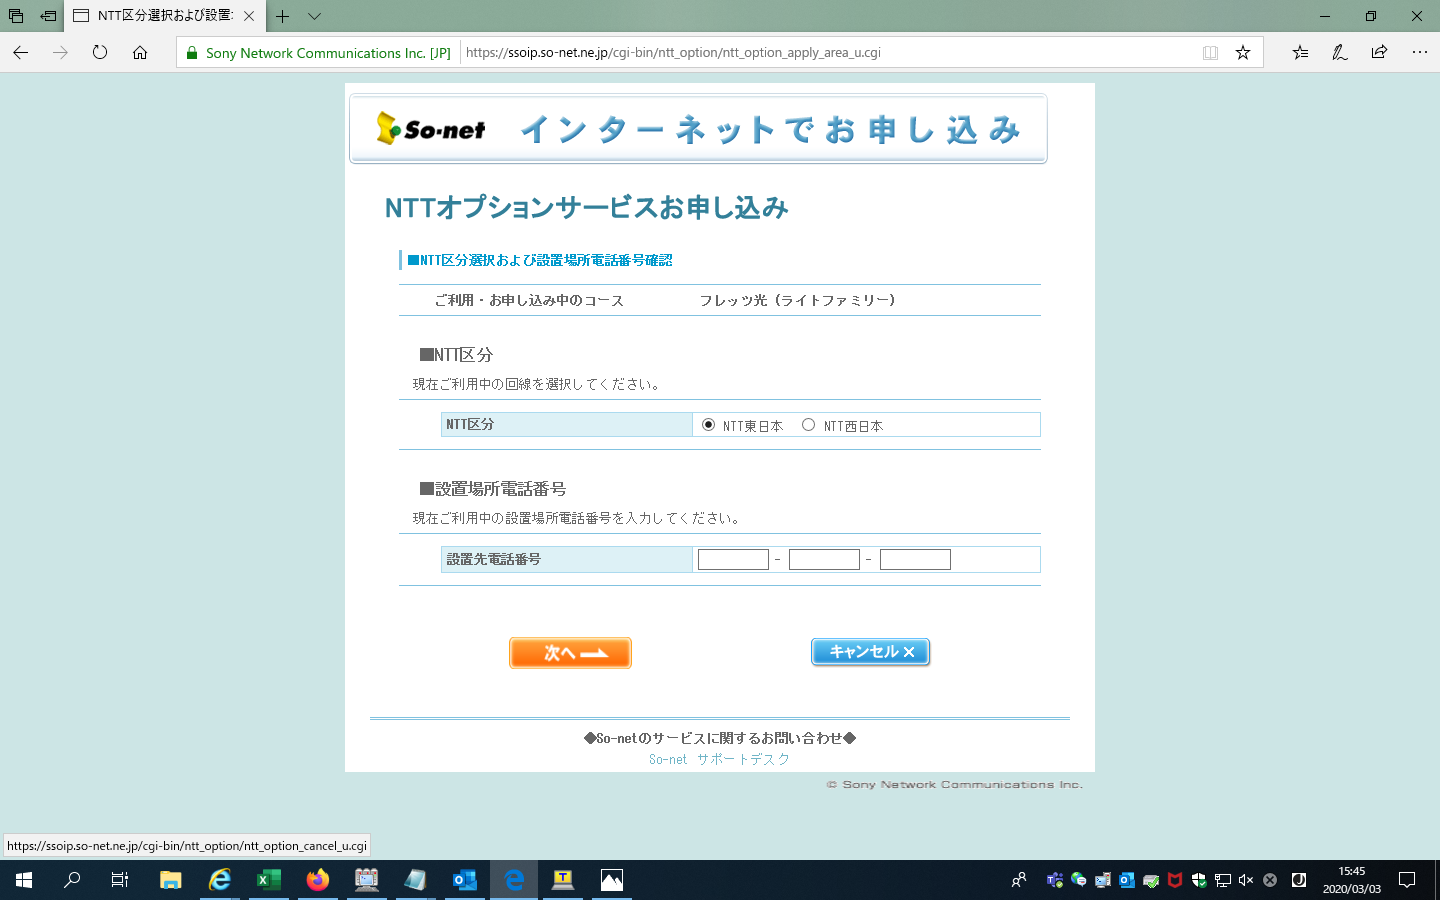 NTT区分選択および設置:
Sony Network Communications Inc. [JP]
https://ssoip.so-net.ne.jp/cgi-bin/ntt_option/ntt_option_apply_area_u.cgi
So-net インターネットでお申し込み
NTTオプションサービスお申し込み
■NTT区分選択および設置場所電話番号確認
ご利用・お申し込み中のコース フレッツ光（ライトファミリー）
■NTT区分
現在ご利用中の回線を選択してください。
NTT区分 NTT東日本 NTT西日本
■設置場所電話番号
現在ご利用中の設置場所電話番号を入力してください。
設置先電話番号 - -
次へ
キャンセル ×
◆So-netのサービスに関するお問い合わせ◆
So-net サポートデスク
© Sony Network Communications Inc.
https://ssoip.so-net.ne.jp/cgi-bin/ntt_option/ntt_option_cancel_u.cgi
15:45
2020/03/03